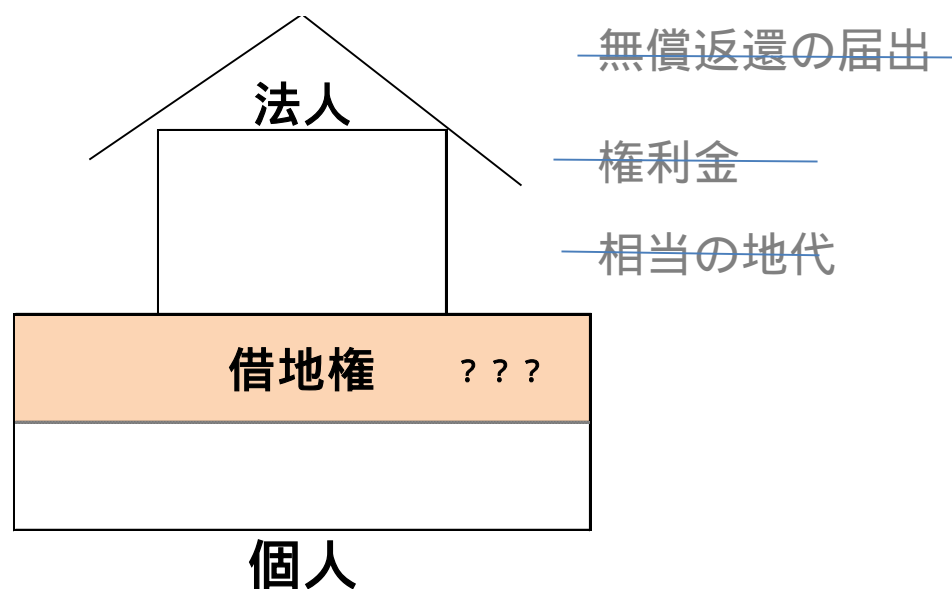 無償返還の届出
法人
権利金
相当の地代
借地権 ？？？
個人